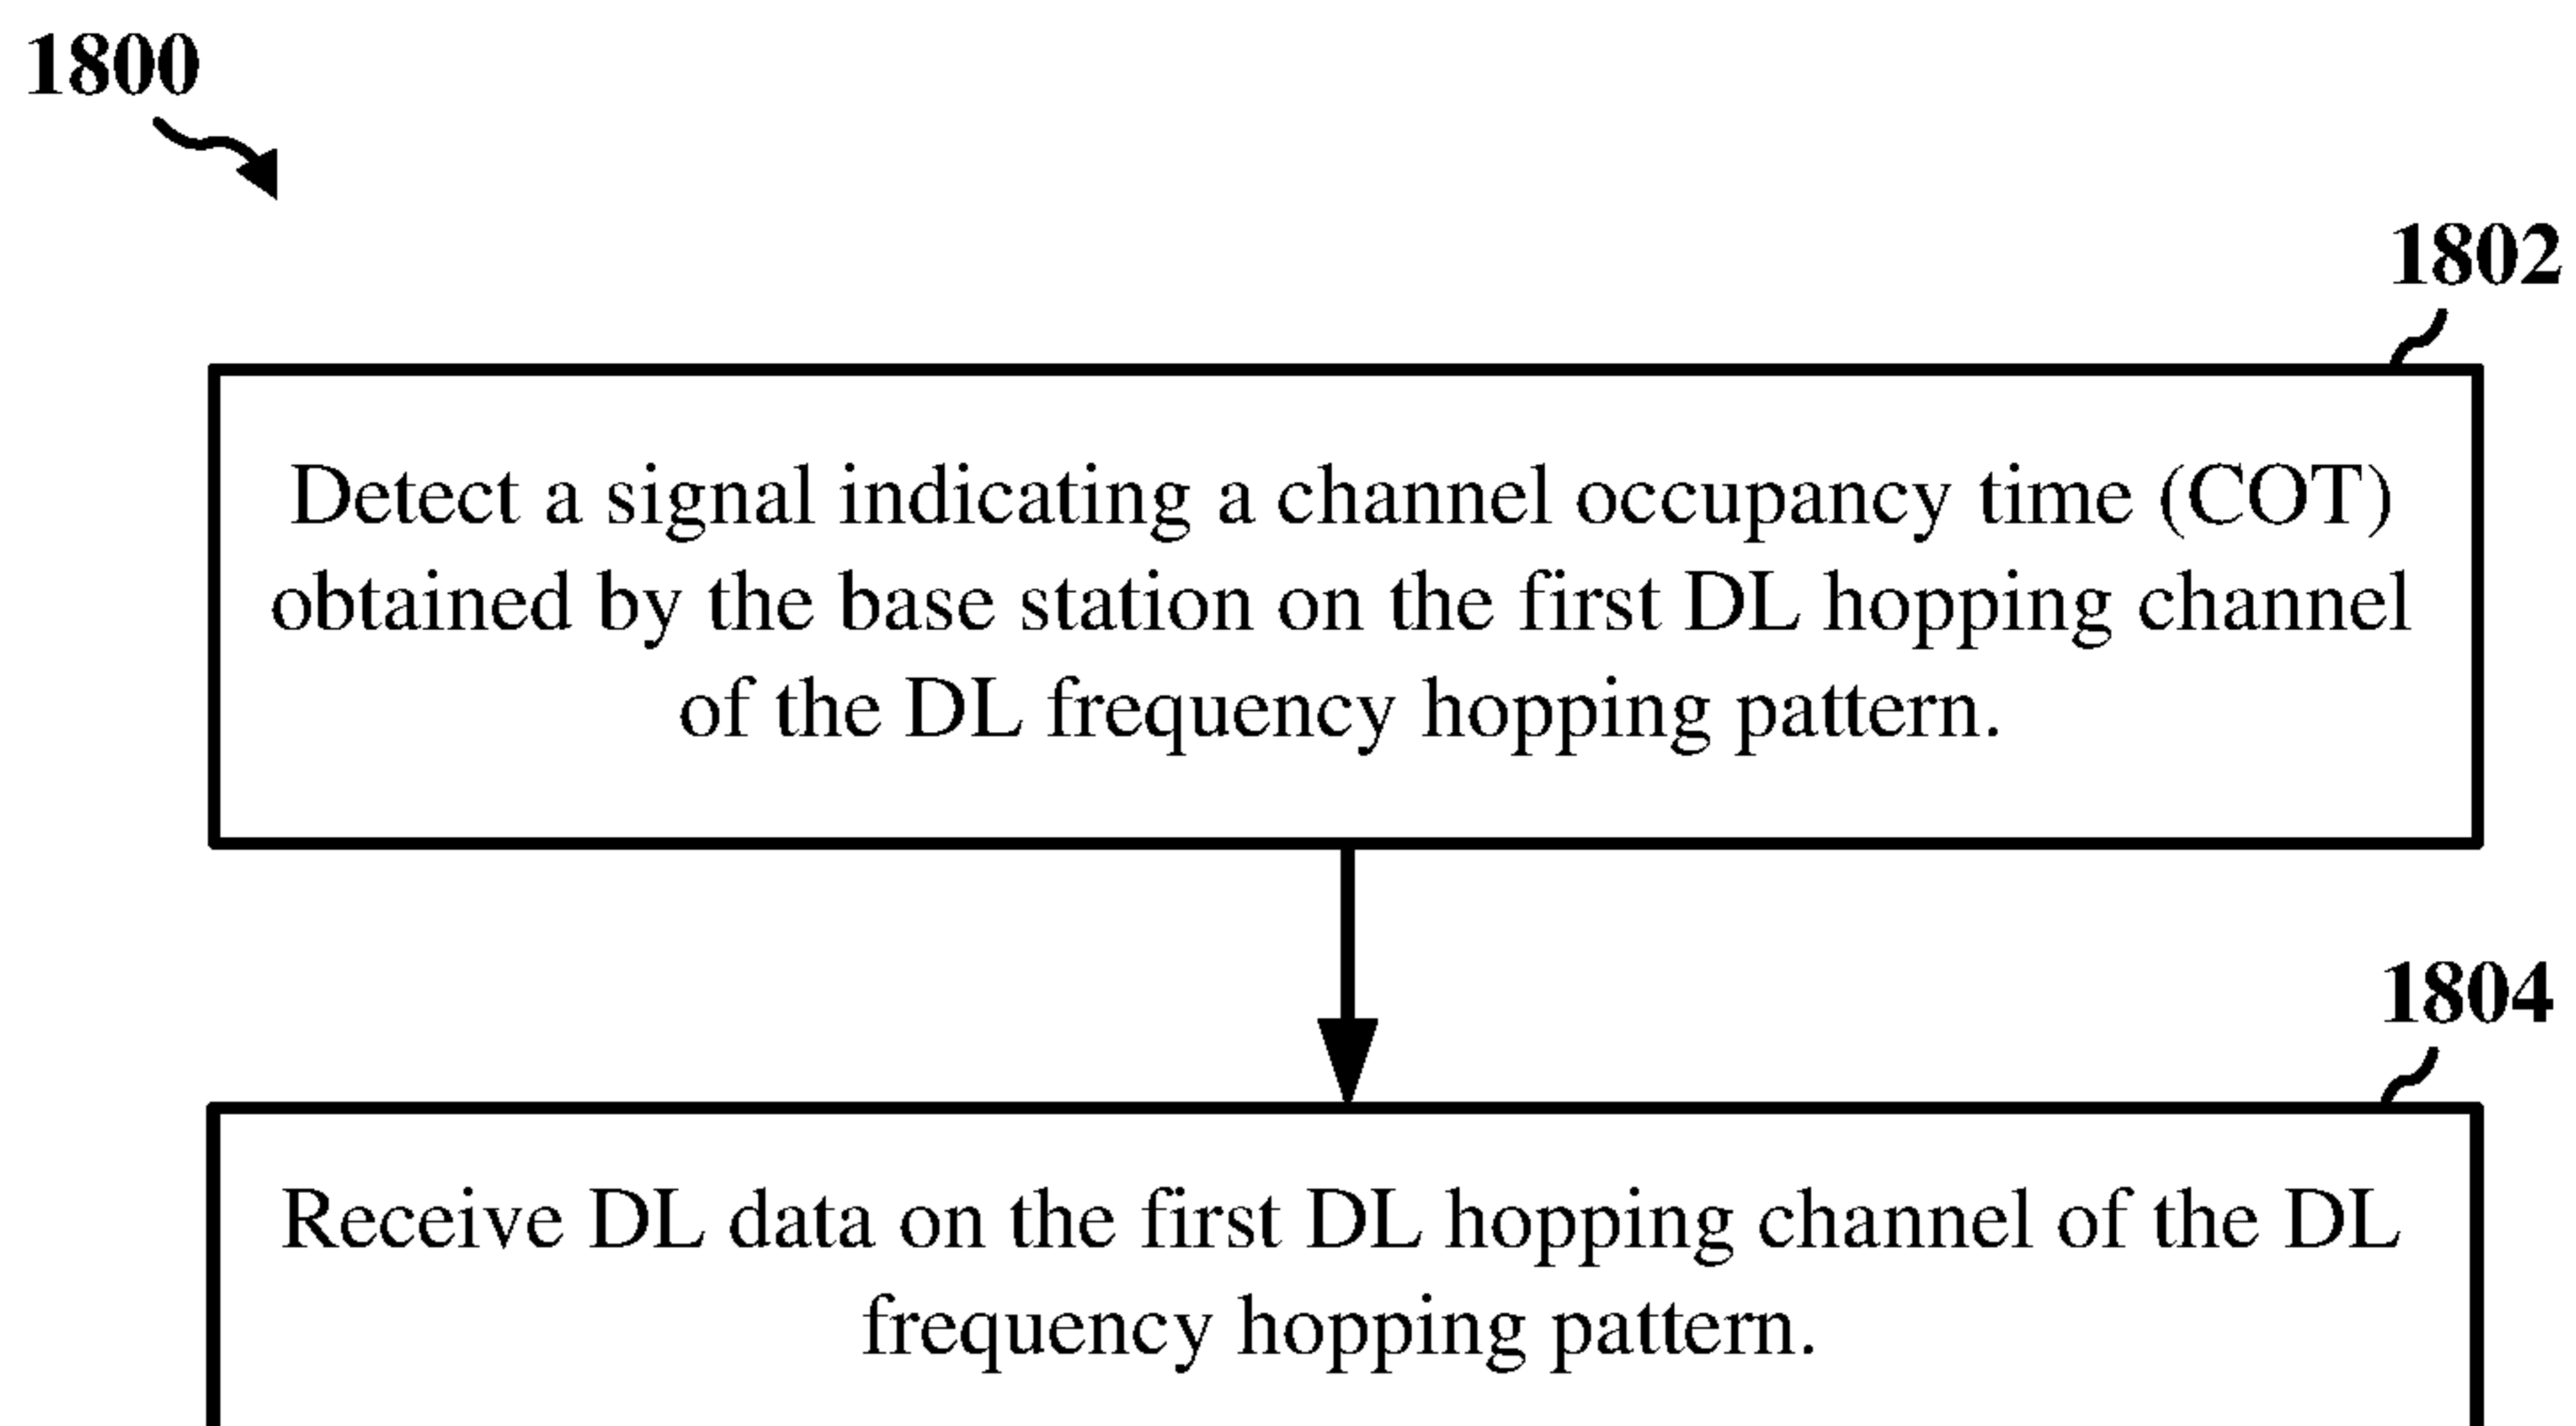 1800
1802
Detect a signal indicating a channel occupancy time (COT)
obtained by the base station on the first DL hopping channel
of the DL frequency hopping pattern.
1804
Receive DL data on the first DL hopping channel of the DL
frequency hopping pattern.